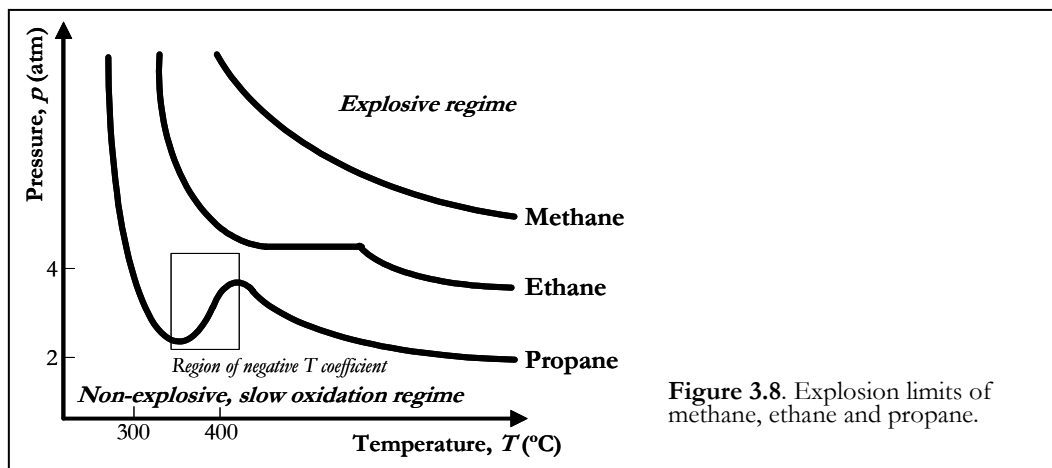 Pressure, p (atm)
Explosive regime
Methane
4
Ethane
2
Region of negative T coefficient
Propane
Non-explosive, slow oxidation regime
300
400
Temperature, T (ºC)
Figure 3.8. Explosion limits of
methane, ethane and propane.